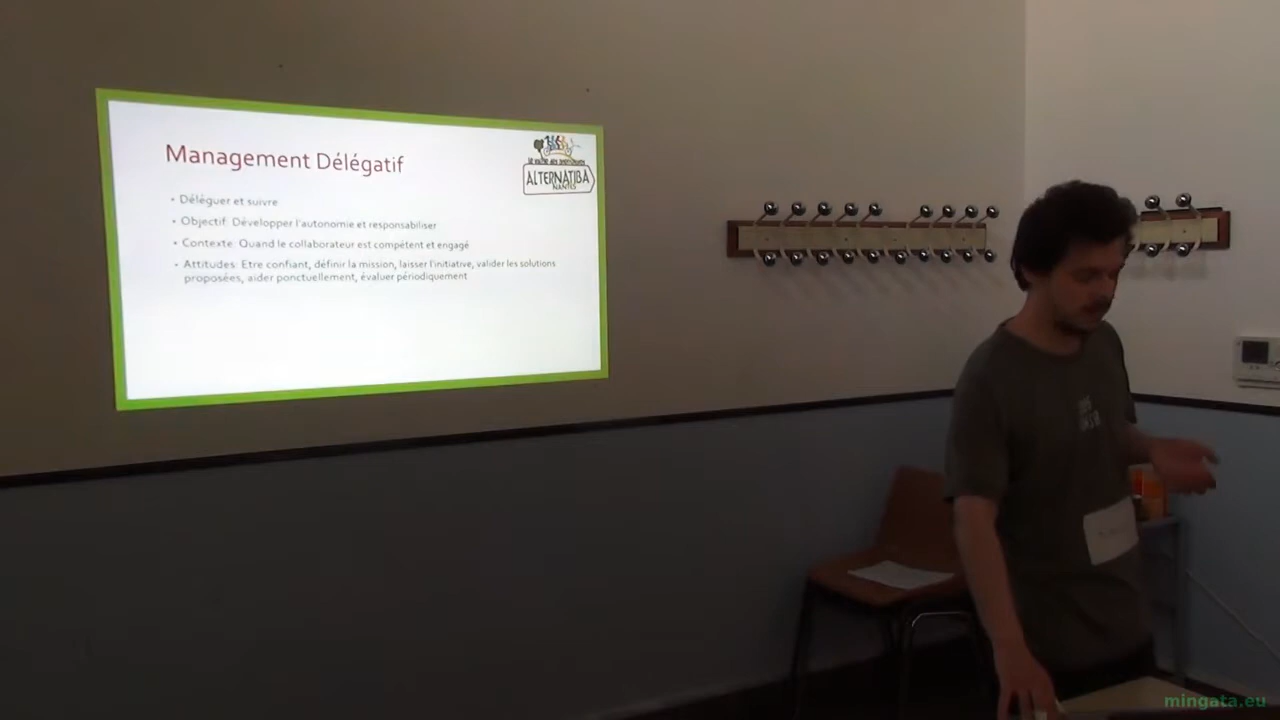 Management Délégatif
• Déléguer et suivre
• Objectif: Développer l'autonomie et responsabiliser
• Contexte: Quand le collaborateur est compétent et engagé
• Attitudes: Etre confiant, définir la mission, laisser l'initiative, valider les solutions
proposées, aider ponctuellement, évaluer périodiquement
ALTERNATIBA
NANTES
mingata.eu